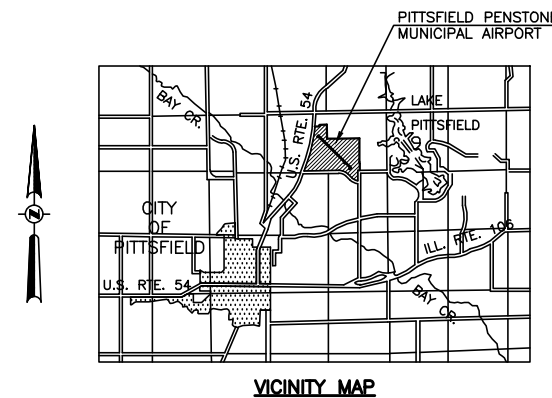 PITTSFIELD PENSTONE
MUNICIPAL AIRPORT
BAY CR.
U.S. RTE. 54
LAKE
PITTSFIELD
N
CITY
OF
PITTSFIELD
ILL. RTE. 106
U.S. RTE. 54
BAY CR.
VICINITY MAP